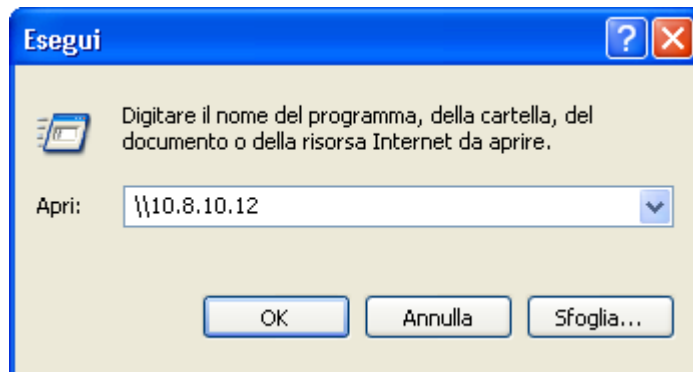 Esegui
Digitare il nome del programma, della cartella, del
documento o della risorsa Internet da aprire.
Apri: \\10.8.10.12
OK Annulla Sfoglia...